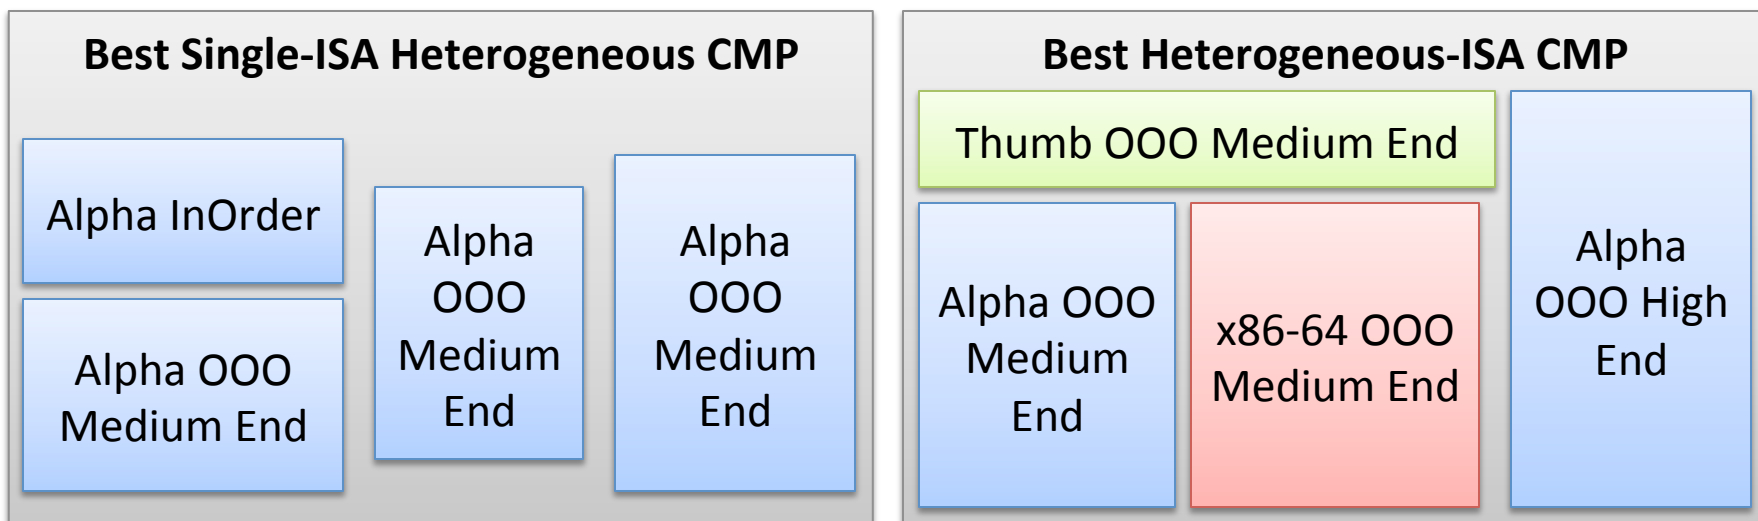 Best Single-ISA Heterogeneous CMP
Alpha InOrder
Alpha OOO
Medium End
Alpha
OOO
Medium
End
Alpha
OOO
Medium
End
Best Heterogeneous-ISA CMP
Thumb OOO Medium End
Alpha OOO
Medium
End
x86-64 OOO
Medium End
Alpha
OOO High
End